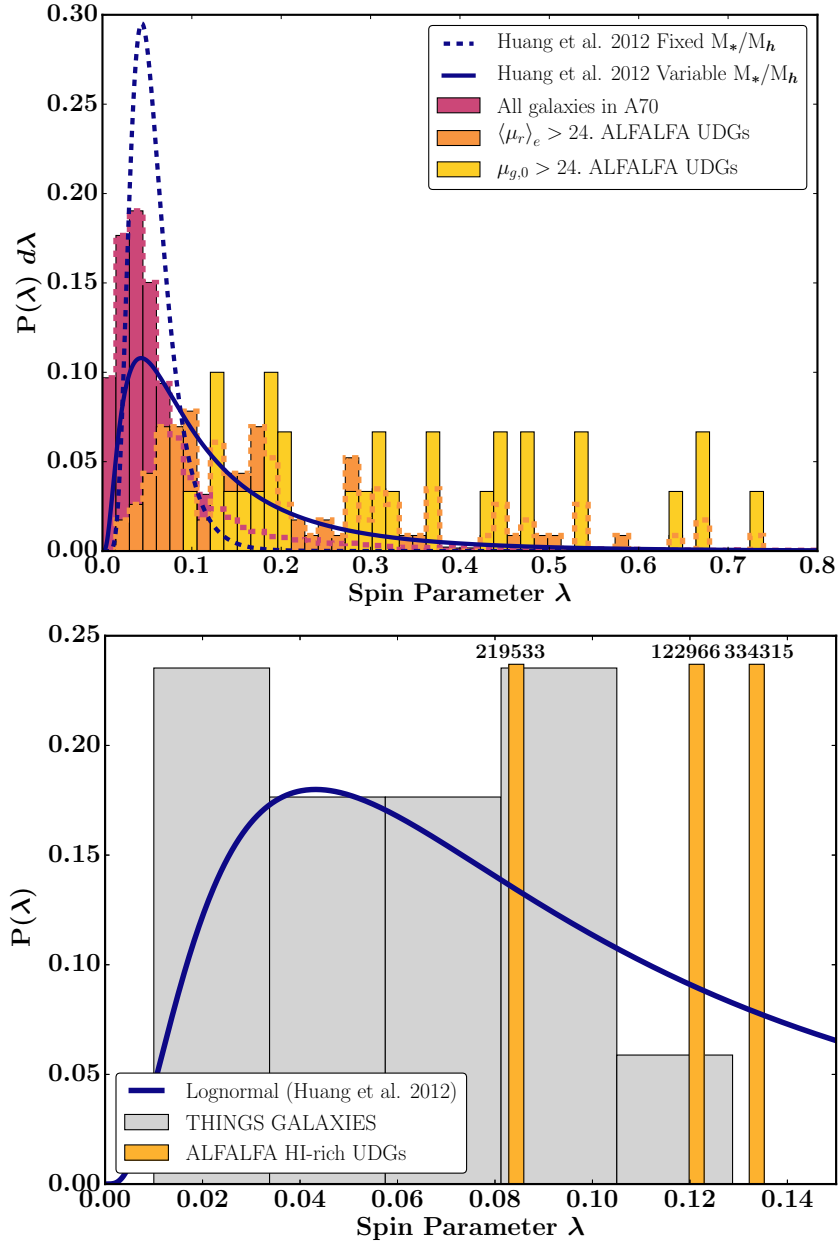 0.30
0.25
0.20
0.15
0.10
0.05
0.00
P(λ) dλ
Huang et al. 2012 Fixed M*/Mh
Huang et al. 2012 Variable M*/Mh
All galaxies in A70
⟨μr⟩e > 24. ALFALFA UDGs
μg,0 > 24. ALFALFA UDGs
0.0 0.1 0.2 0.3 0.4 0.5 0.6 0.7 0.8
Spin Parameter λ
0.25
0.20
0.15
0.10
0.05
0.00
P(λ)
219533
122966
334315
Lognormal (Huang et al. 2012)
THINGS GALAXIES
ALFALFA HI-rich UDGs
0.00 0.02 0.04 0.06 0.08 0.10 0.12 0.14
Spin Parameter λ